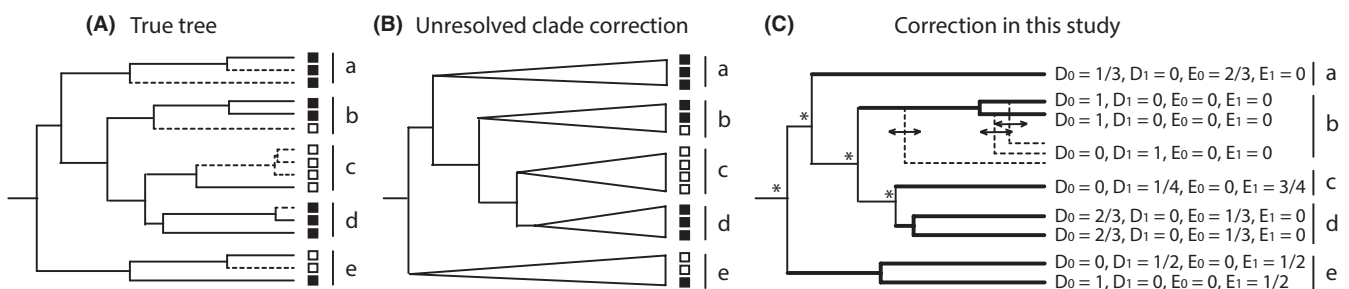 (A) True tree
a
b
c
d
e
(B) Unresolved clade correction
a
b
c
d
e
(C) Correction in this study
D0 = 1/3, D1 = 0, E0 = 2/3, E1 = 0 a
D0 = 1, D1 = 0, E0 = 0, E1 = 0
D0 = 1, D1 = 0, E0 = 0, E1 = 0
b
D0 = 0, D1 = 1, E0 = 0, E1 = 0
D0 = 0, D1 = 1/4, E0 = 0, E1 = 3/4 c
D0 = 2/3, D1 = 0, E0 = 1/3, E1 = 0
d
D0 = 2/3, D1 = 0, E0 = 1/3, E1 = 0
D0 = 0, D1 = 1/2, E0 = 0, E1 = 1/2
e
D0 = 1, D1 = 0, E0 = 0, E1 = 1/2
*
*
*
*